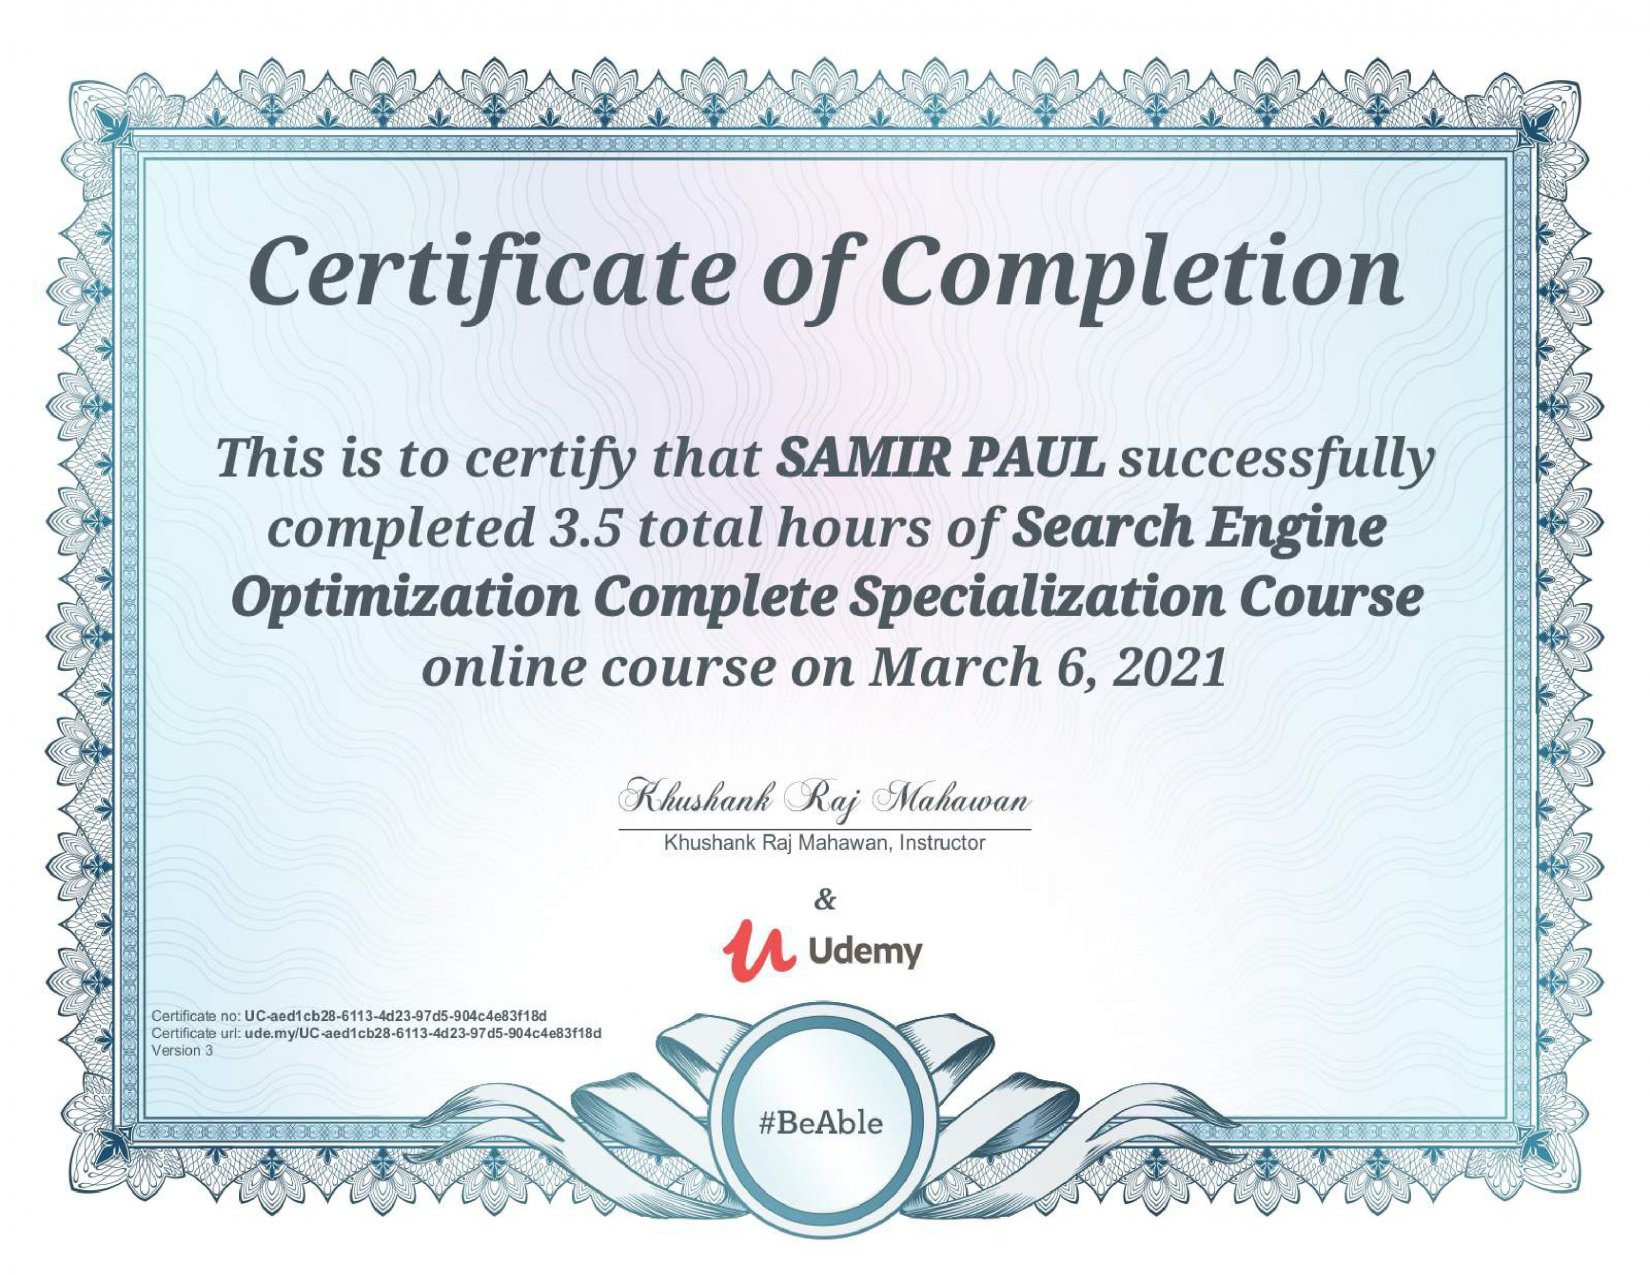 Certificate of Completion
This is to certify that SAMIR PAUL successfully
completed 3.5 total hours of Search Engine
Optimization Complete Specialization Course
online course on March 6, 2021
Khushank Raj Mahawan
Khushank Raj Mahawan, Instructor
&
Udemy
Certificate no: UC-aed1cb28-6113-4d23-97d5-904c4e83f18d
Certificate url: ude.my/UC-aed1cb28-6113-4d23-97d5-904c4e83f18d
Version 3
#BeAble